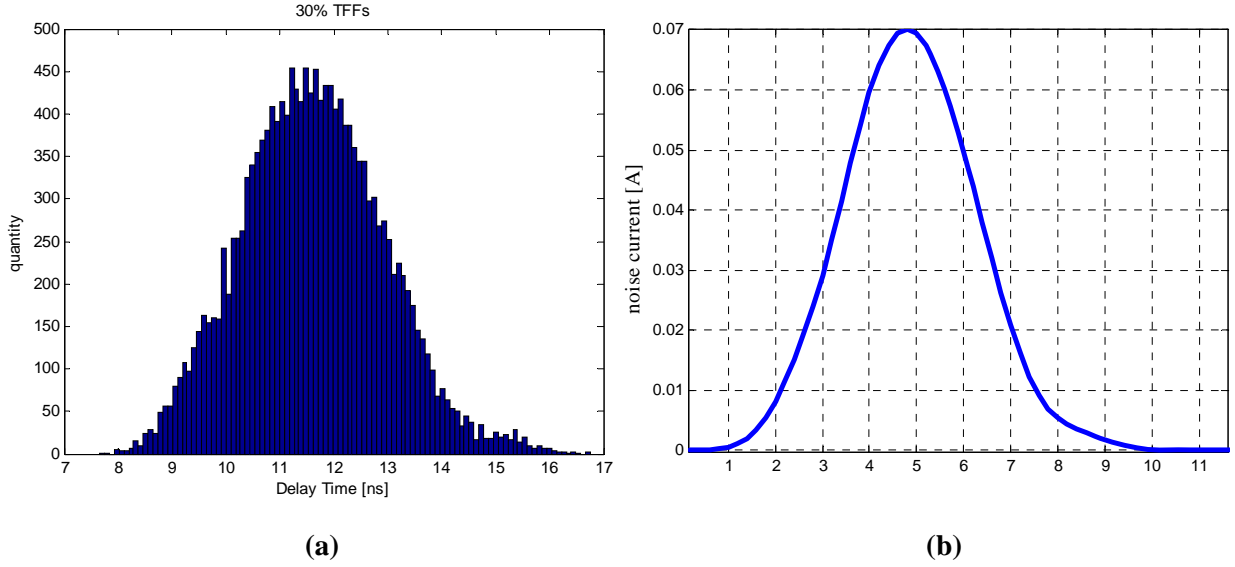 30% TFFs
500
450
400
350
300
250
200
150
100
50
0
quantity
7 8 9 10 11 12 13 14 15 16 17
Delay Time [ns]
(a)
0.07
0.06
0.05
0.04
0.03
0.02
0.01
0
noise current [A]
1 2 3 4 5 6 7 8 9 10 11
(b)